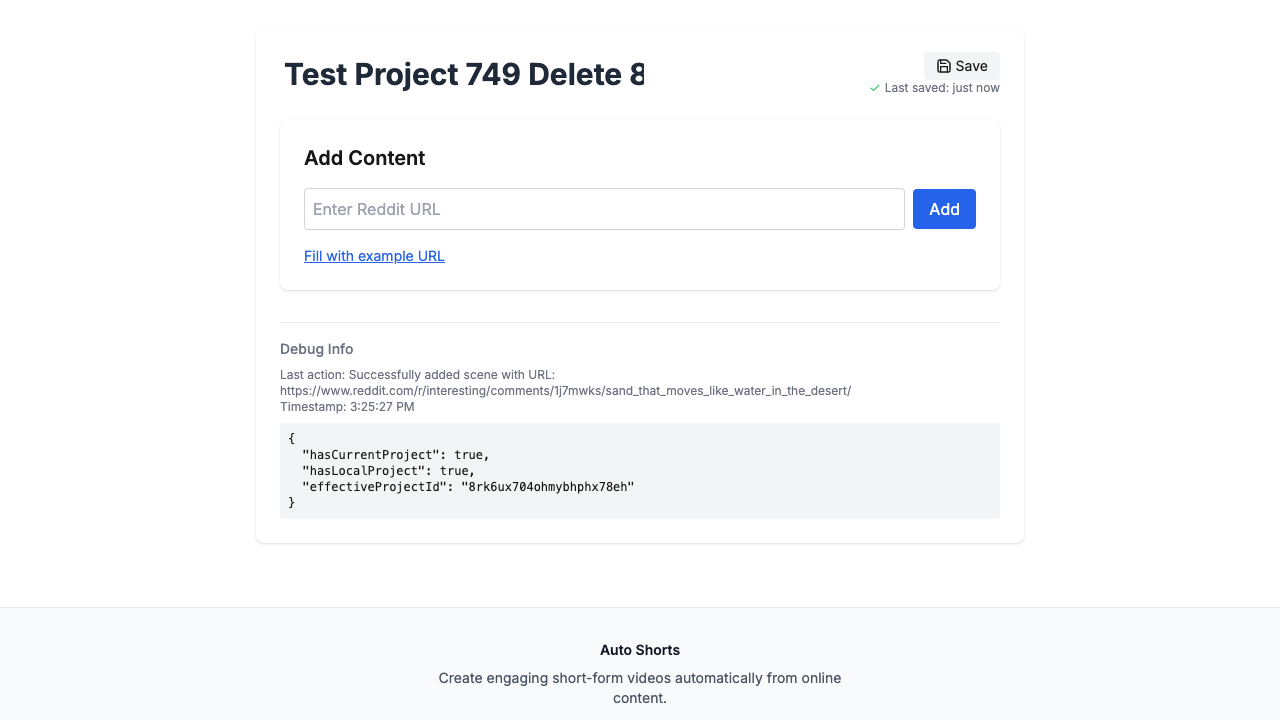 Test Project 749 Delete 8
Save
Last saved: just now
Add Content
Enter Reddit URL
Add
Fill with example URL
Debug Info
Last action: Successfully added scene with URL:
https://www.reddit.com/r/interesting/comments/1j7mwks/sand_that_moves_like_water_in_the_desert/
Timestamp: 3:25:27 PM
{
  "hasCurrentProject": true,
  "hasLocalProject": true,
  "effectiveProjectId": "8rk6ux704ohmybhphx78eh"
}
Auto Shorts
Create engaging short-form videos automatically from online
content.